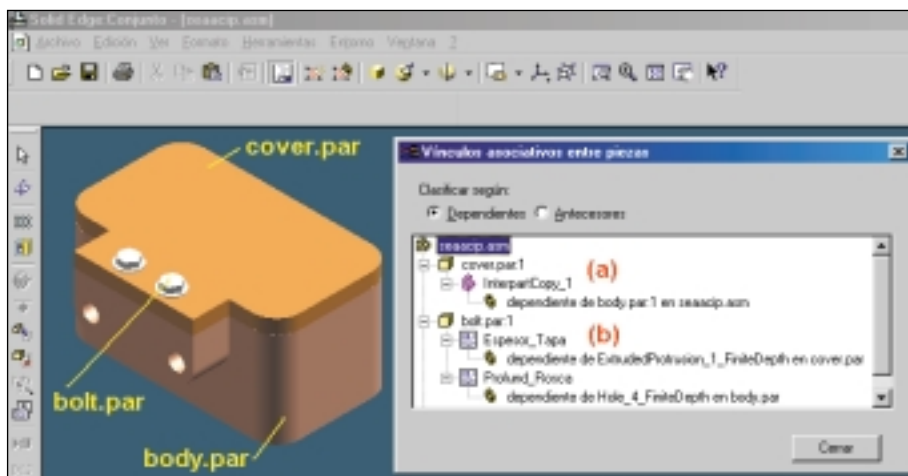 Solid Edge:Conjunto - [seaacip.asm]
Archivo Edición Ver Formato Herramientas Entorno Ventana ?
cover.par
bolt.par
body.par
Vínculos asociativos entre piezas
Clasificar según:
Dependientes Antecesores
seaacip.asm
cover.par:1 (a)
InterpartCopy_1
dependiente de body.par:1 en seaacip.asm
bolt.par:1
Espesor_Tapa (b)
dependiente de ExtrudedProtrusion_1_FiniteDepth en cover.par
Profund_Rosca
dependiente de Hole_4_FiniteDepth en body.par
Cerrar